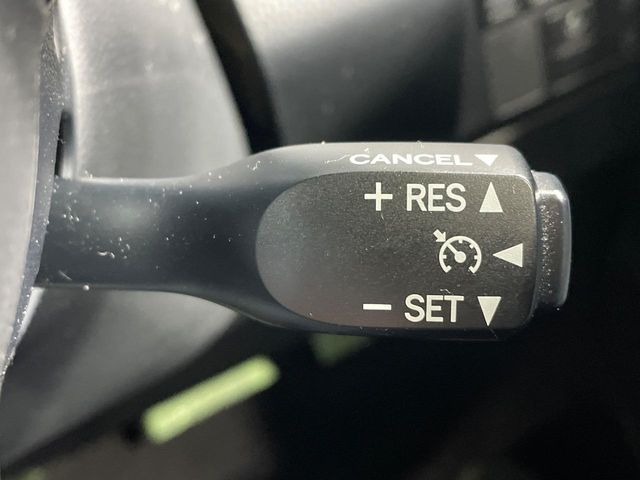 CANCEL▼
+ RES ▲
◀
− SET ▼